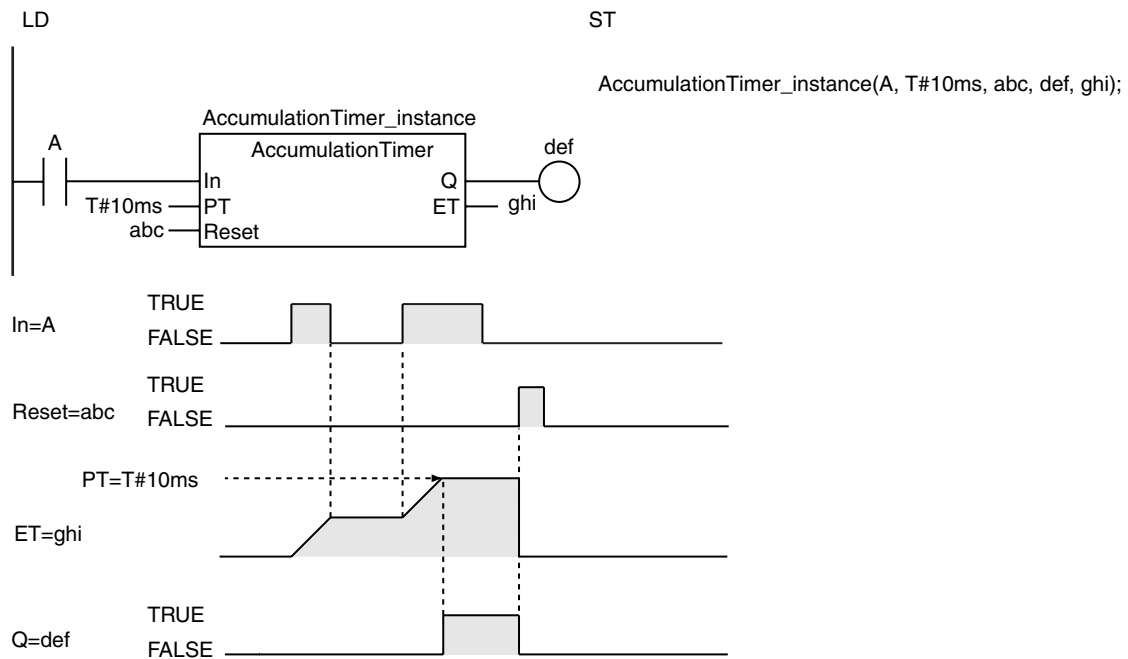 LD
ST
AccumulationTimer_instance(A, T#10ms, abc, def, ghi);
AccumulationTimer_instance
A
AccumulationTimer
def
In
Q
T#10ms
PT
ET
ghi
abc
Reset
In=A
TRUE
FALSE
Reset=abc
TRUE
FALSE
PT=T#10ms
ET=ghi
Q=def
TRUE
FALSE